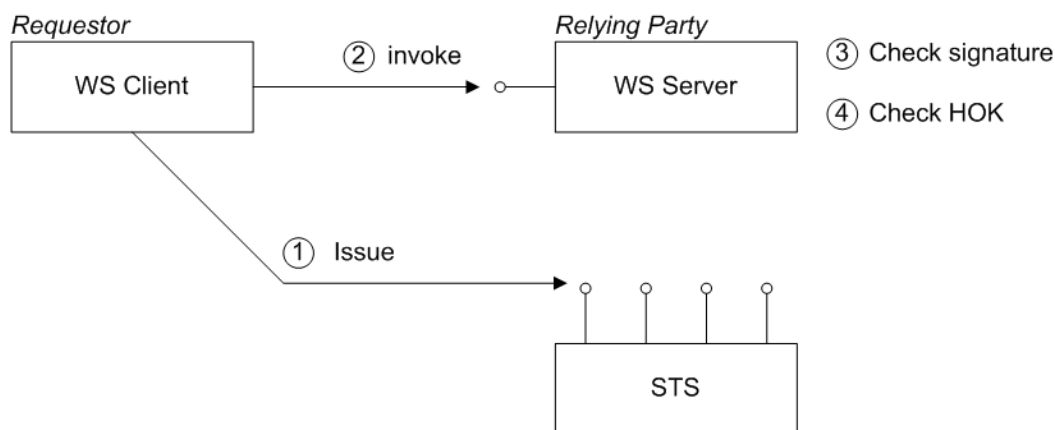 Requestor
Relying Party
WS Client
2 invoke
WS Server
3 Check signature
4 Check HOK
1 Issue
STS